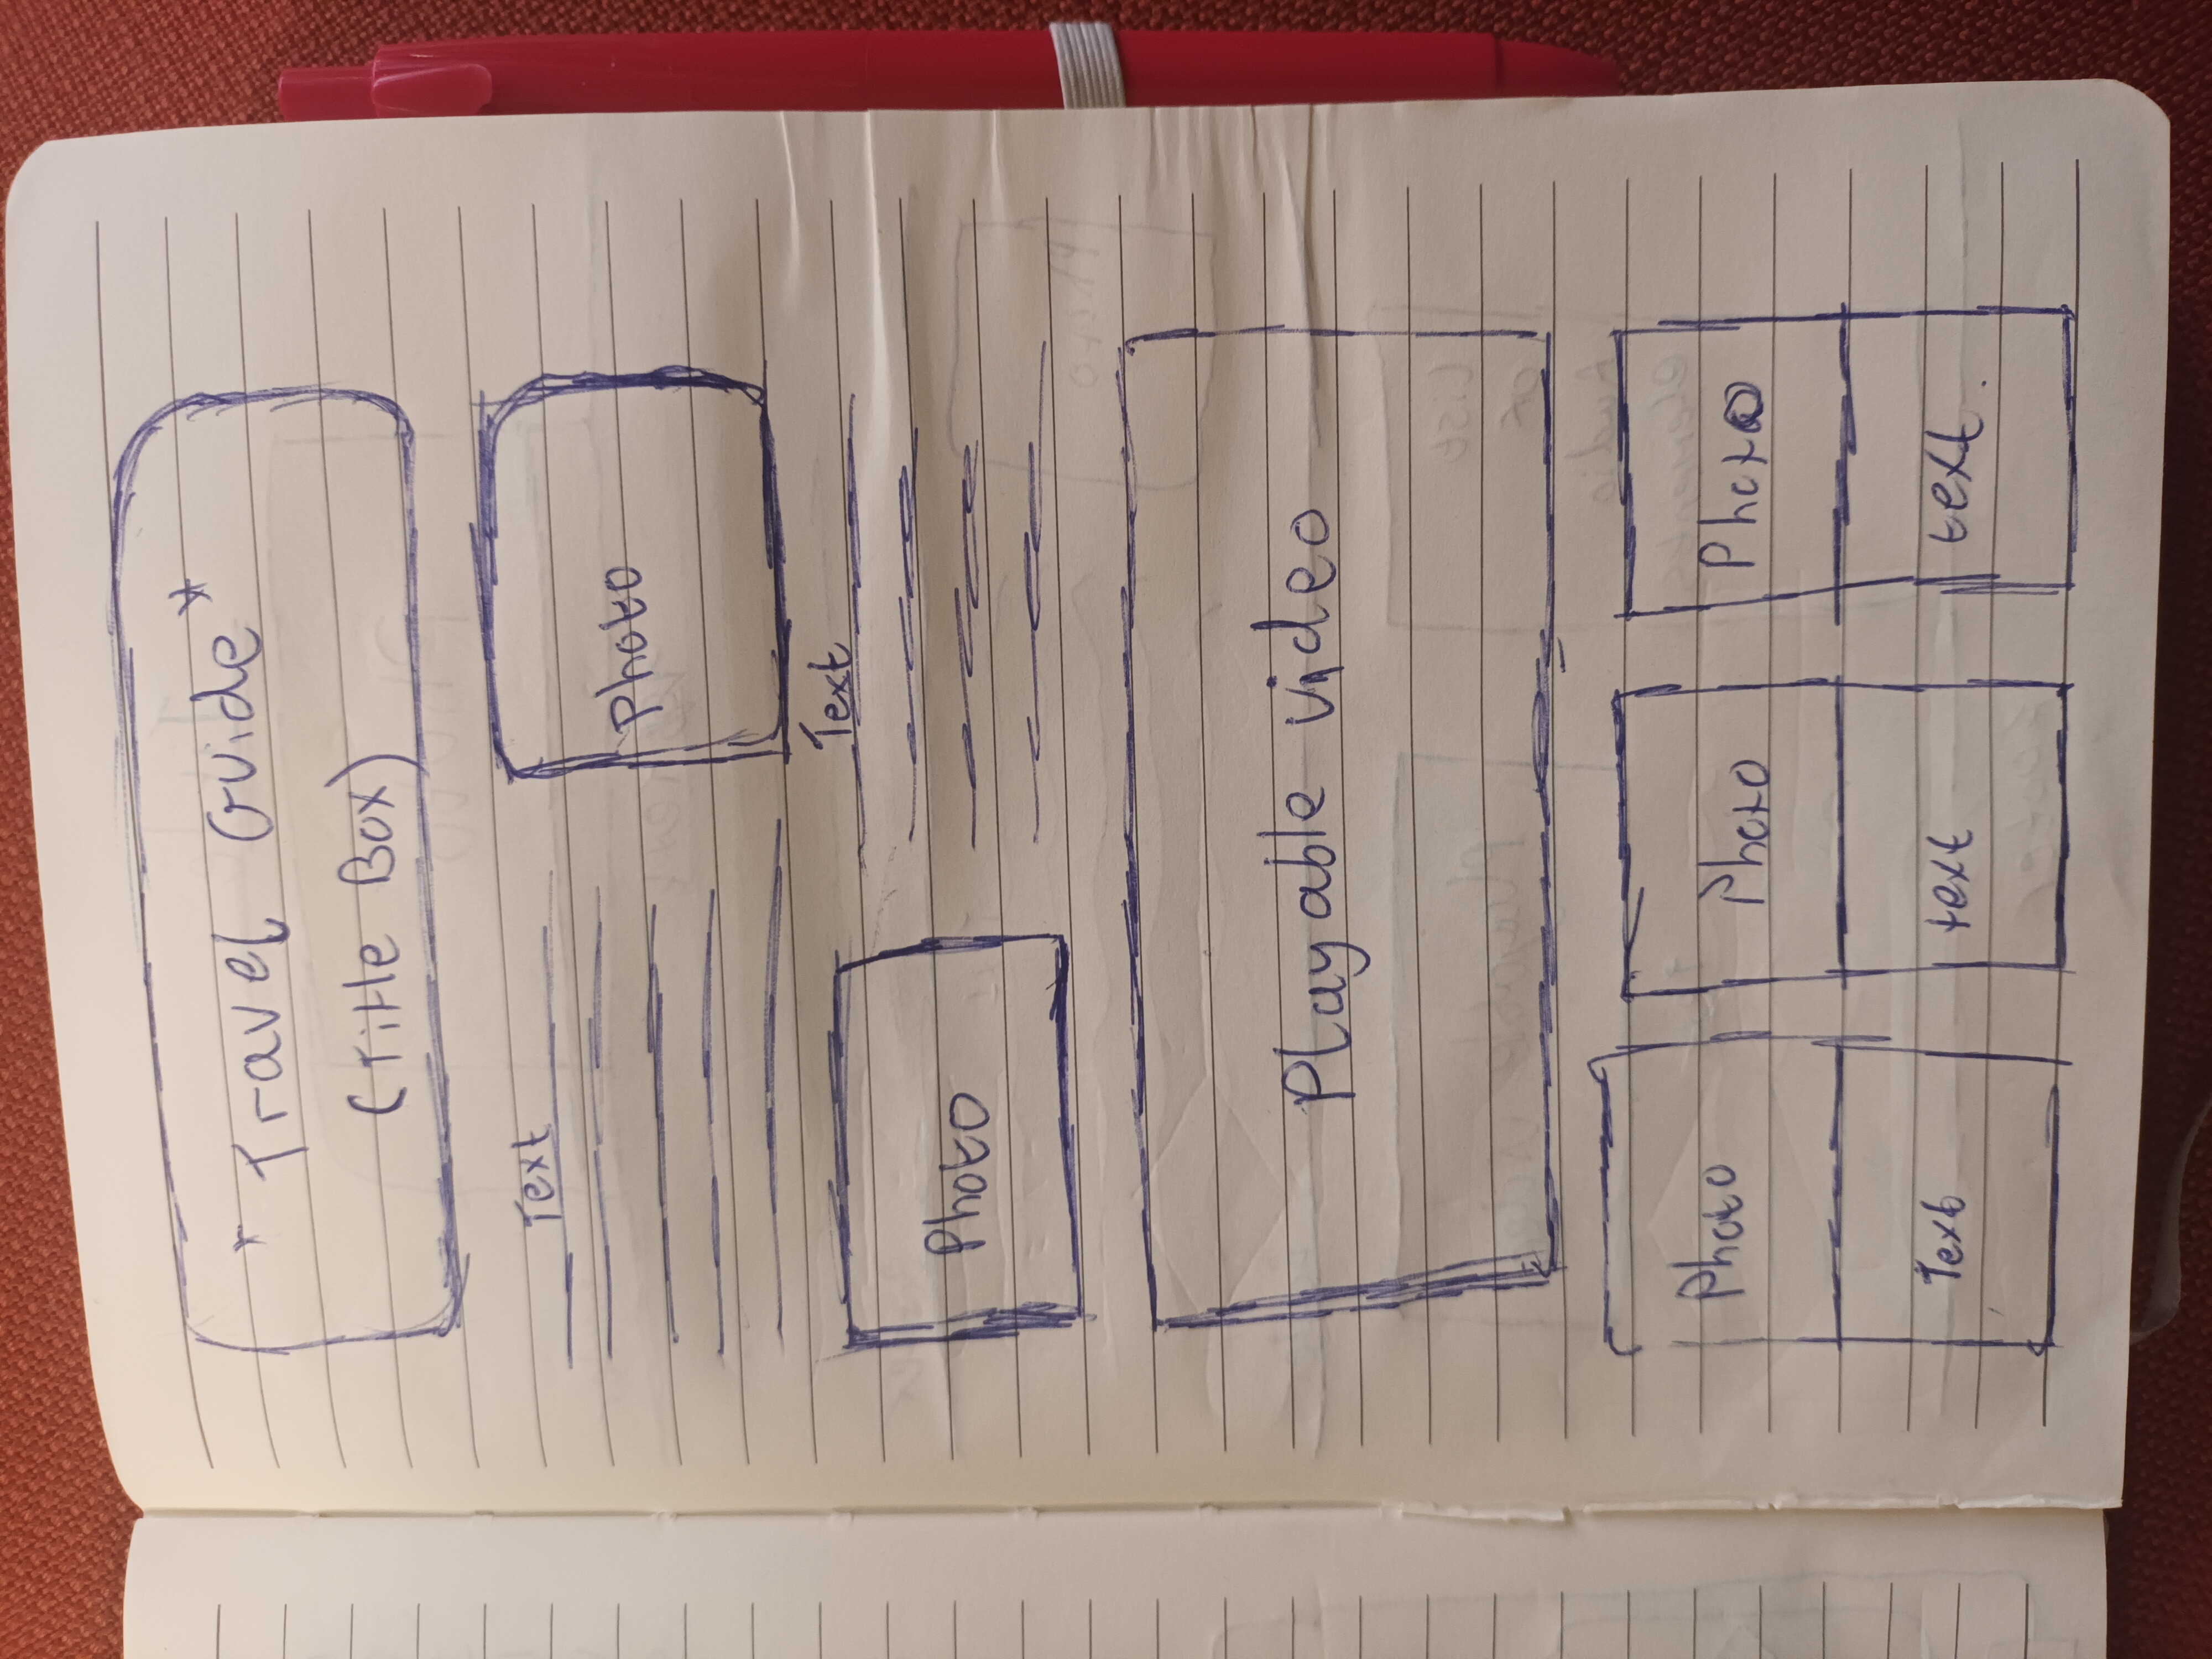 * Travel Guide *
(Title Box)
Text
Photo
Photo
Text
Playable video
Photo
Photo
Photo
Text
text
text.